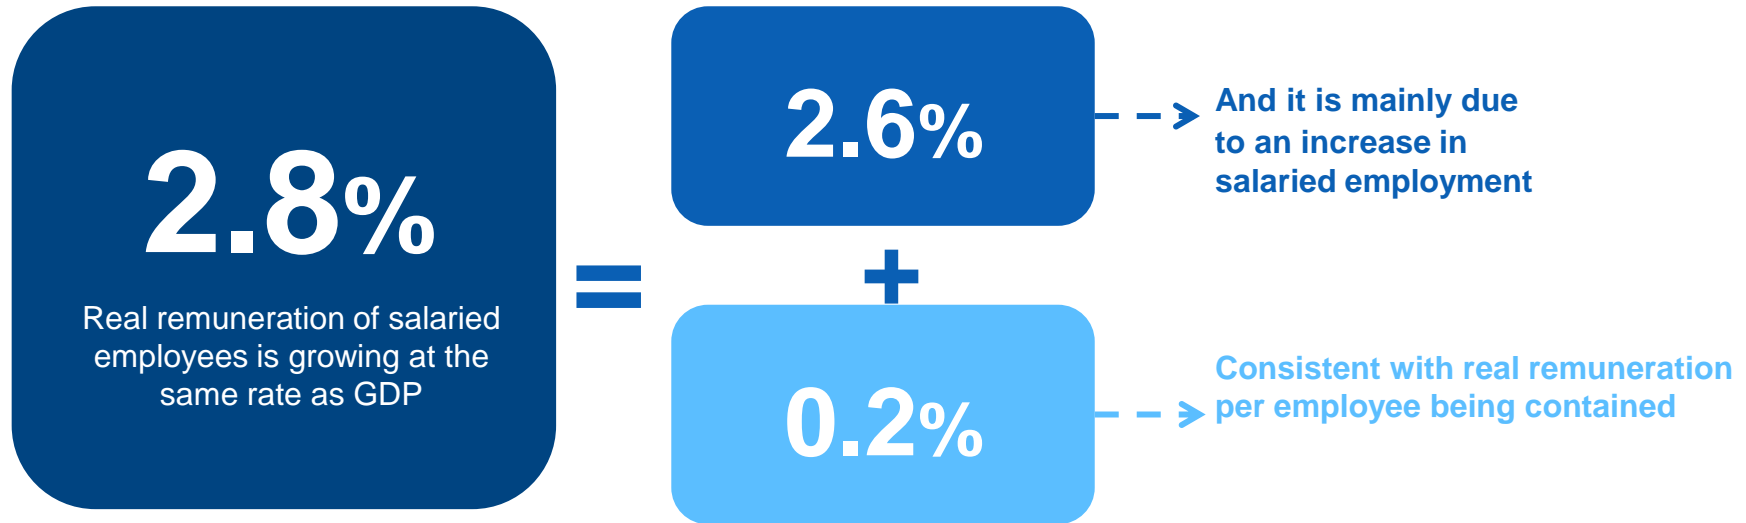 2.8%
Real remuneration of salaried
employees is growing at the
same rate as GDP
=
2.6%
And it is mainly due
to an increase in
salaried employment
+
0.2%
Consistent with real remuneration
per employee being contained